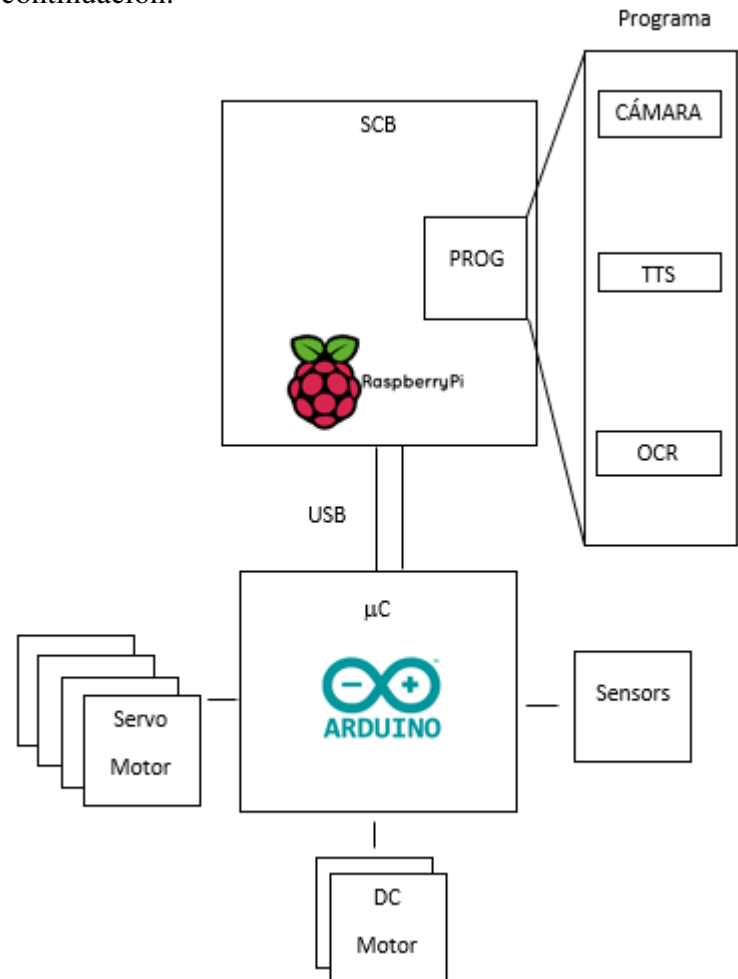 continuación.
Programa
SCB
CÁMARA
PROG
TTS
RaspberryPi
OCR
USB
µC
ARDUINO
Sensors
Servo
Motor
DC
Motor